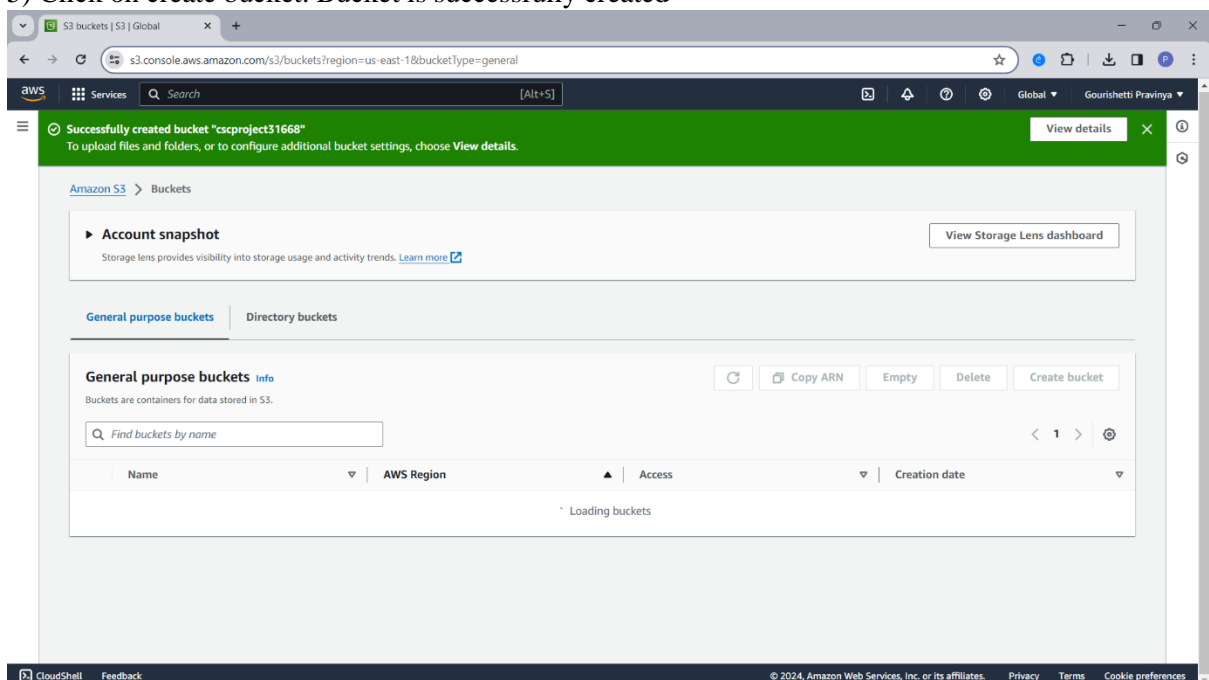 Click on create bucket. Bucket is successfully created
S3 buckets | S3 | Global
s3.console.aws.amazon.com/s3/buckets?region=us-east-1&bucketType=general
P
aws Services Search [Alt+S] Global Gourishetti Pravinya
Successfully created bucket "cscproject31668" View details
To upload files and folders, or to configure additional bucket settings, choose View details.
Amazon S3 > Buckets
Account snapshot View Storage Lens dashboard
Storage lens provides visibility into storage usage and activity trends. Learn more
General purpose buckets Directory buckets
General purpose buckets Info Copy ARN Empty Delete Create bucket
Buckets are containers for data stored in S3.
Find buckets by name < 1 >
Name AWS Region Access Creation date
Loading buckets
CloudShell Feedback © 2024, Amazon Web Services, Inc. or its affiliates. Privacy Terms Cookie preferences